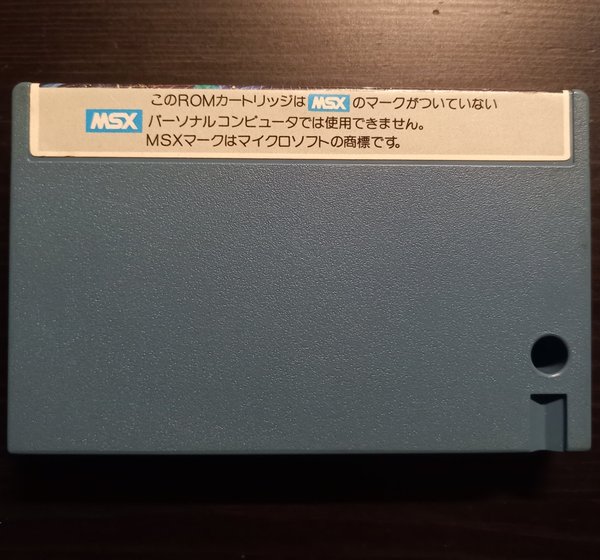 このROMカートリッジは MSX のマークがついていない
MSX パーソナルコンピュータでは使用できません。
MSXマークはマイクロソフトの商標です。